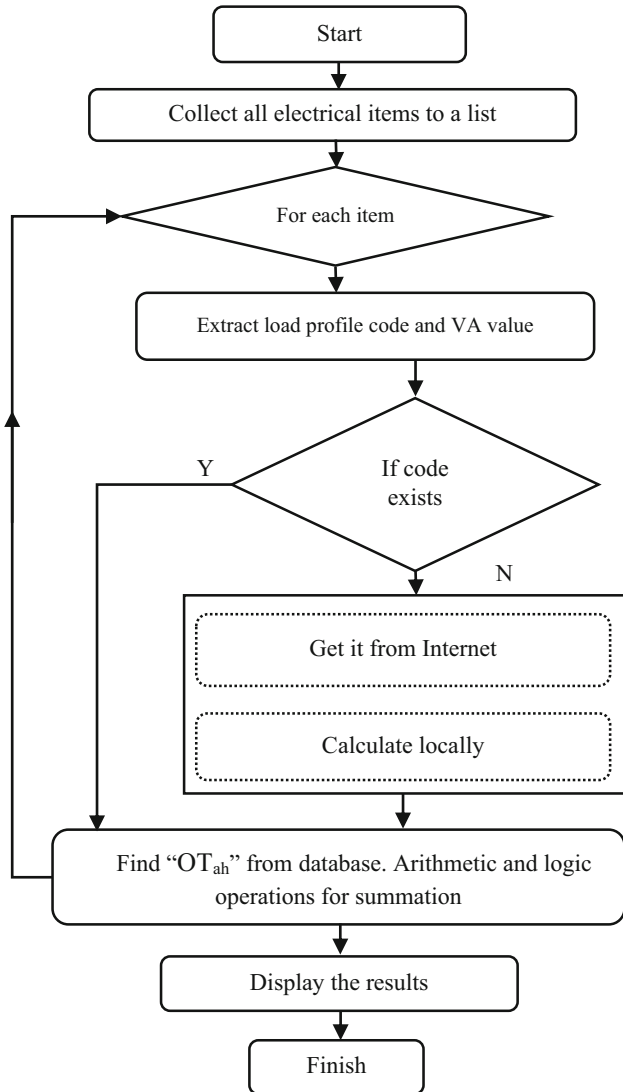 Start
Collect all electrical items to a list
For each item
Extract load profile code and VA value
If code
exists
Y
N
Get it from Internet
Calculate locally
Find “OTah” from database. Arithmetic and logic
operations for summation
Display the results
Finish